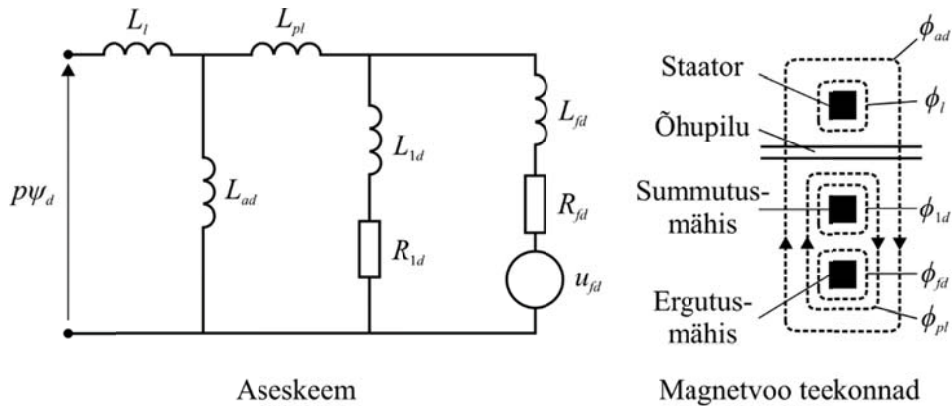 L_l
L_pl
pψ_d
L_ad
L_1d
R_1d
L_fd
R_fd
u_fd
Aseskeem
ϕ_ad
Staator
ϕ_l
Õhupilu
Summutus-
mähis
ϕ_1d
ϕ_fd
Ergutus-
mähis
ϕ_pl
Magnetvoo teekonnad